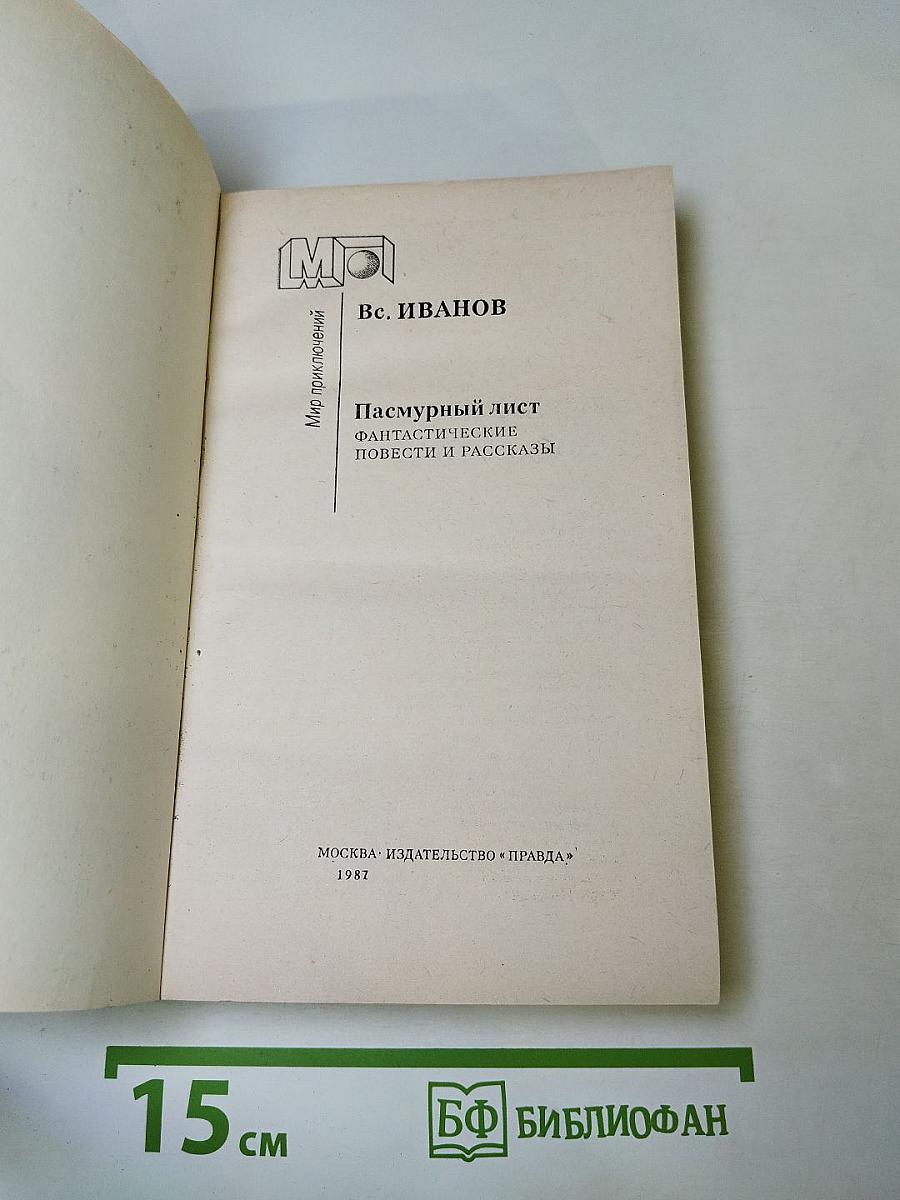 МП
Мир приключений
Вс. ИВАНОВ
Пасмурный лист
ФАНТАСТИЧЕСКИЕ
ПОВЕСТИ И РАССКАЗЫ
МОСКВА · ИЗДАТЕЛЬСТВО «ПРАВДА»
1987
15 см
БФ БИБЛИОФАН